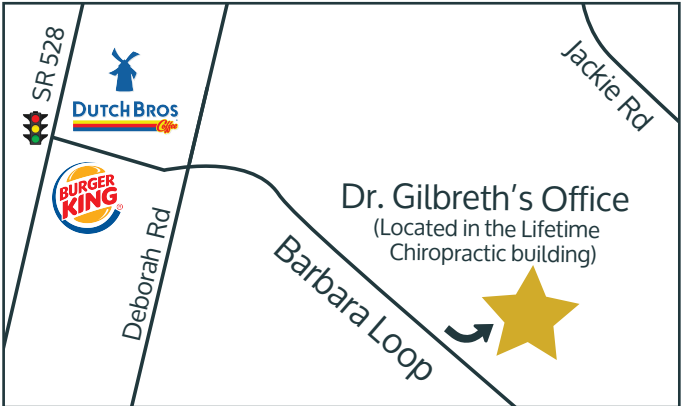 SR 528
DUTCH BROS
Coffee
Jackie Rd
BURGER
KING
®
Deborah Rd
Dr. Gilbreth's Office
(Located in the Lifetime
Chiropractic building)
Barbara Loop